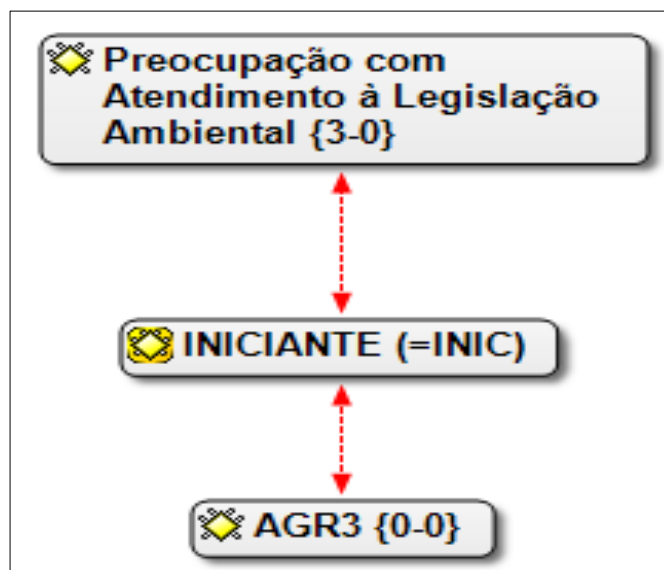 Preocupação com
Atendimento à Legislação
Ambiental {3-0}
INICIANTE (=INIC)
AGR3 {0-0}